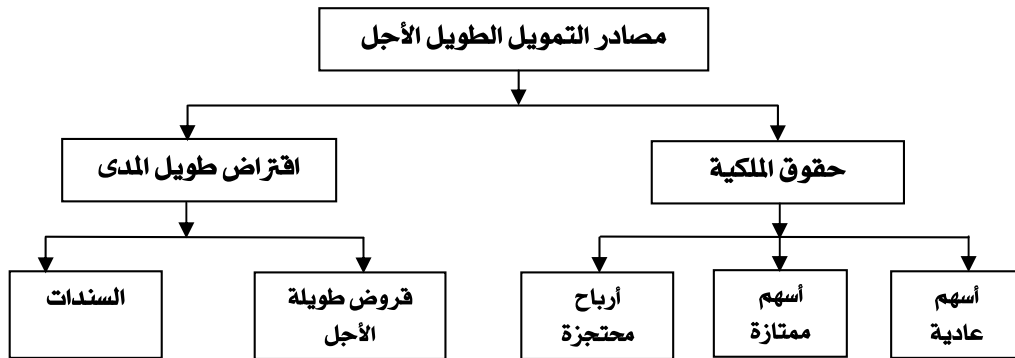 مصادر التمويل الطويل الأجل
حقوق الملكية
اقتراض طويل المدى
أسهم
عادية
أسهم
ممتازة
أرباح
محتجزة
قروض طويلة
الأجل
السندات